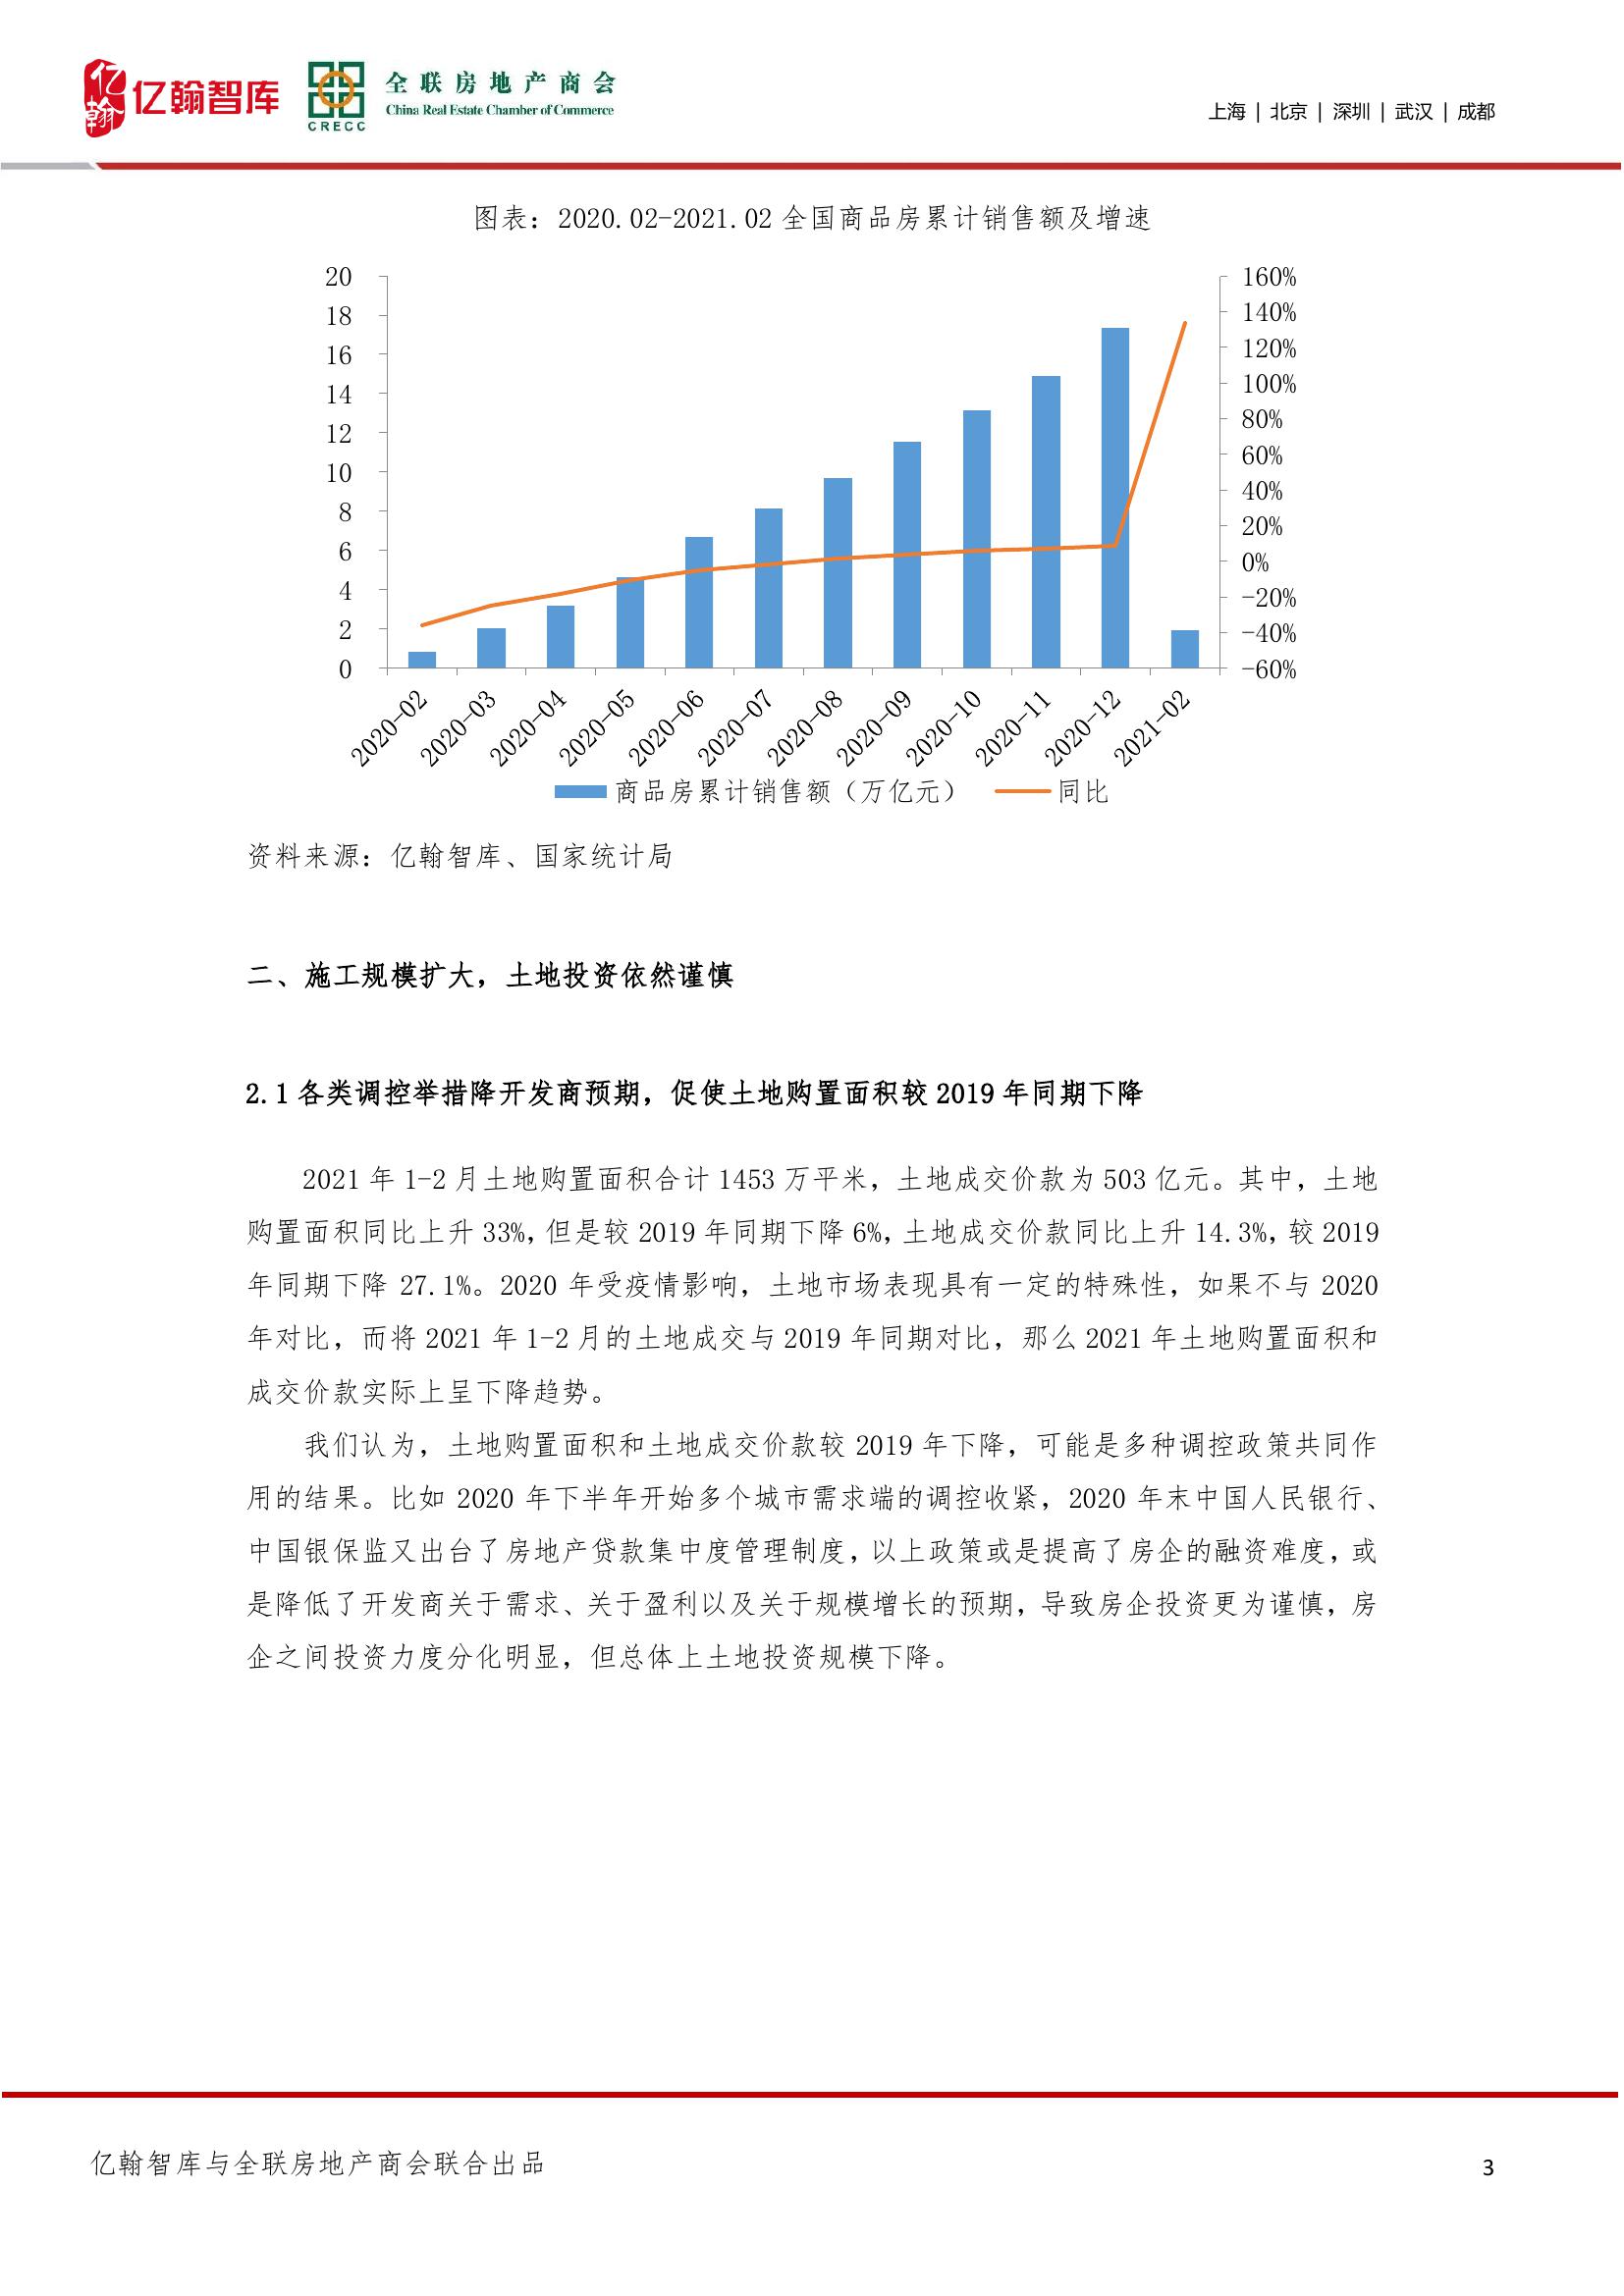 亿翰
亿翰智库
CRECC
全联房地产商会
China Real Estate Chamber of Commerce
上海 | 北京 | 深圳 | 武汉 | 成都
图表：2020.02-2021.02 全国商品房累计销售额及增速
20
18
16
14
12
10
8
6
4
2
0
160%
140%
120%
100%
80%
60%
40%
20%
0%
-20%
-40%
-60%
2020-02
2020-03
2020-04
2020-05
2020-06
2020-07
2020-08
2020-09
2020-10
2020-11
2020-12
2021-02
商品房累计销售额（万亿元）
同比
资料来源：亿翰智库、国家统计局
二、施工规模扩大，土地投资依然谨慎
2.1 各类调控举措降开发商预期，促使土地购置面积较 2019 年同期下降
2021 年 1-2 月土地购置面积合计 1453 万平米，土地成交价款为 503 亿元。其中，土地
购置面积同比上升 33%，但是较 2019 年同期下降 6%，土地成交价款同比上升 14.3%，较 2019
年同期下降 27.1%。2020 年受疫情影响，土地市场表现具有一定的特殊性，如果不与 2020
年对比，而将 2021 年 1-2 月的土地成交与 2019 年同期对比，那么 2021 年土地购置面积和
成交价款实际上呈下降趋势。
我们认为，土地购置面积和土地成交价款较 2019 年下降，可能是多种调控政策共同作
用的结果。比如 2020 年下半年开始多个城市需求端的调控收紧，2020 年末中国人民银行、
中国银保监又出台了房地产贷款集中度管理制度，以上政策或是提高了房企的融资难度，或
是降低了开发商关于需求、关于盈利以及关于规模增长的预期，导致房企投资更为谨慎，房
企之间投资力度分化明显，但总体上土地投资规模下降。
亿翰智库与全联房地产商会联合出品
3